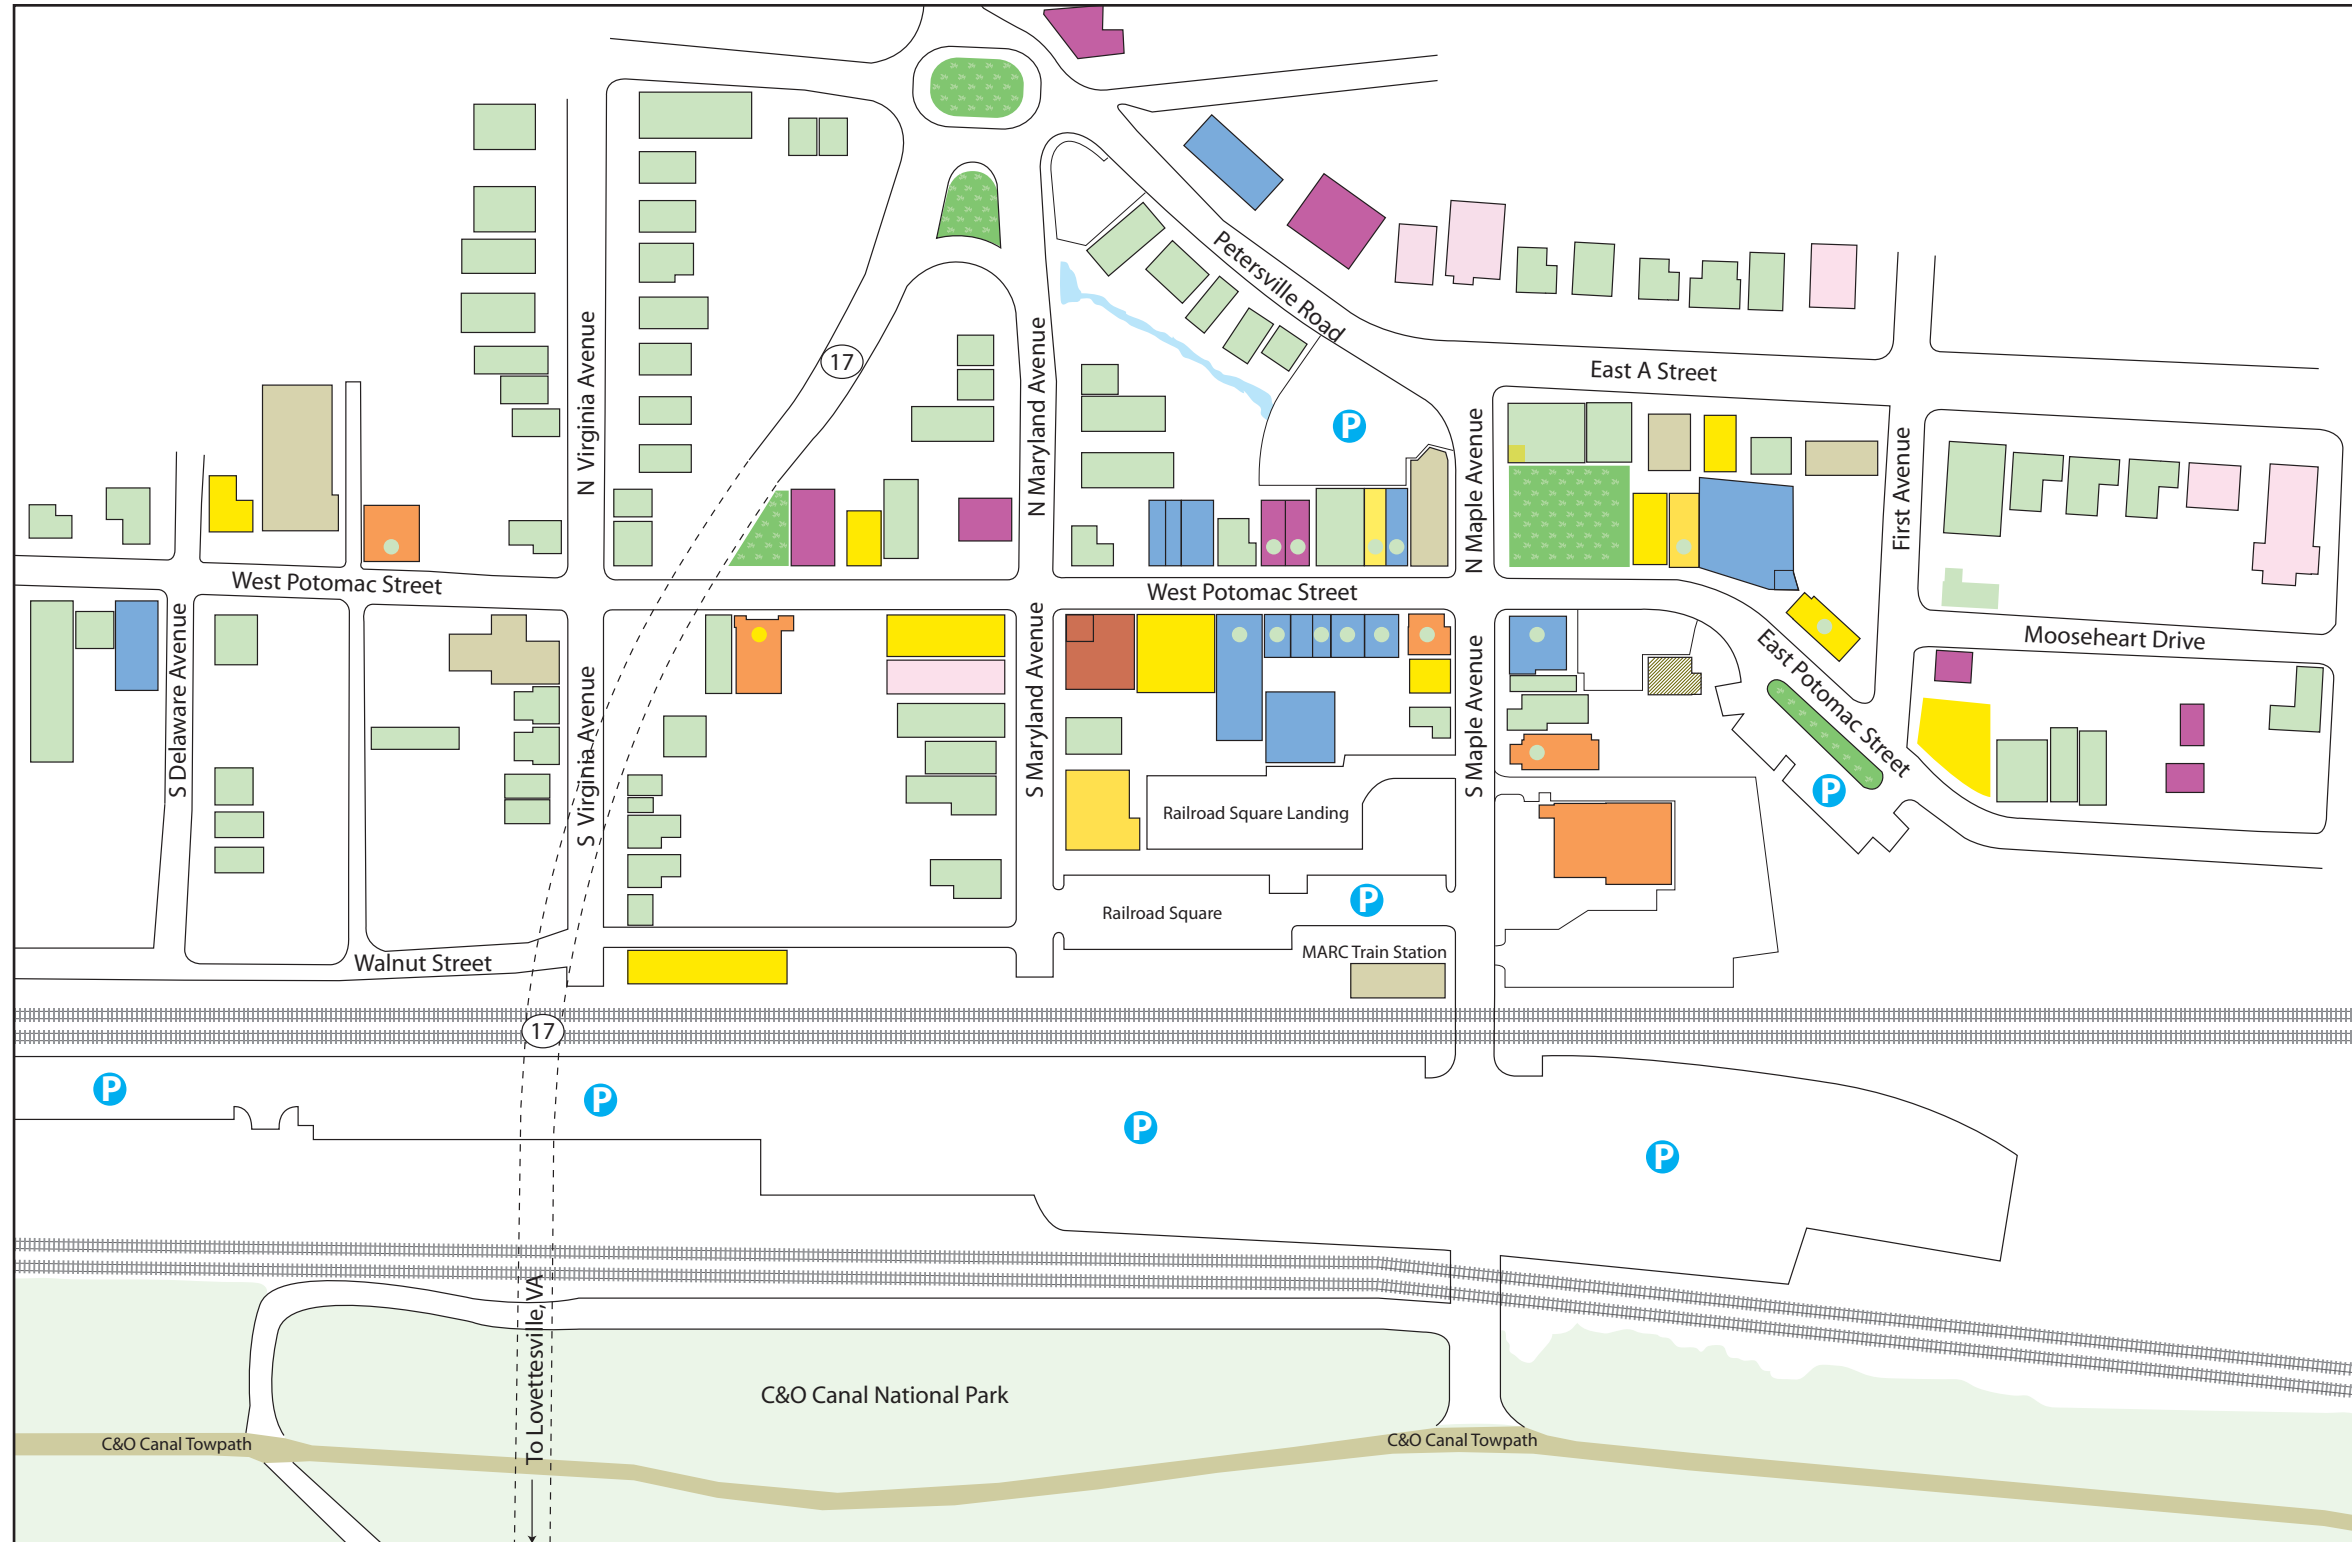 Petersville Road
17
N Virginia Avenue
N Maryland Avenue
East A Street
P
N Maple Avenue
First Avenue
West Potomac Street
West Potomac Street
Mooseheart Drive
S Delaware Avenue
S Virginia Avenue
S Maryland Avenue
S Maple Avenue
East Potomac Street
P
Railroad Square Landing
P
Railroad Square
MARC Train Station
Walnut Street
17
P
P
P
P
To Lovettesville, VA
C&O Canal National Park
C&O Canal Towpath
C&O Canal Towpath